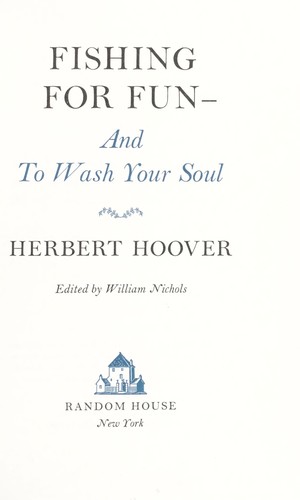 FISHING
FOR FUN–
And
To Wash Your Soul
HERBERT HOOVER
Edited by William Nichols
RANDOM HOUSE
New York